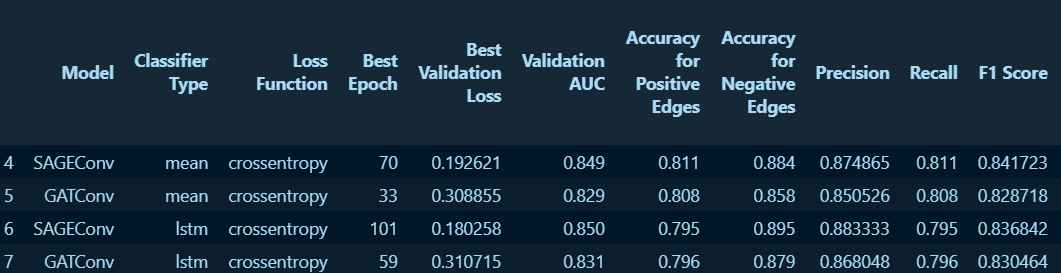 Model Classifier Type Loss Function Best Epoch Best Validation Loss Validation AUC Accuracy for Positive Edges Accuracy for Negative Edges Precision Recall F1 Score
4 SAGEConv mean crossentropy 70 0.192621 0.849 0.811 0.884 0.874865 0.811 0.841723
5 GATConv mean crossentropy 33 0.308855 0.829 0.808 0.858 0.850526 0.808 0.828718
6 SAGEConv lstm crossentropy 101 0.180258 0.850 0.795 0.895 0.883333 0.795 0.836842
7 GATConv lstm crossentropy 59 0.310715 0.831 0.796 0.879 0.868048 0.796 0.830464